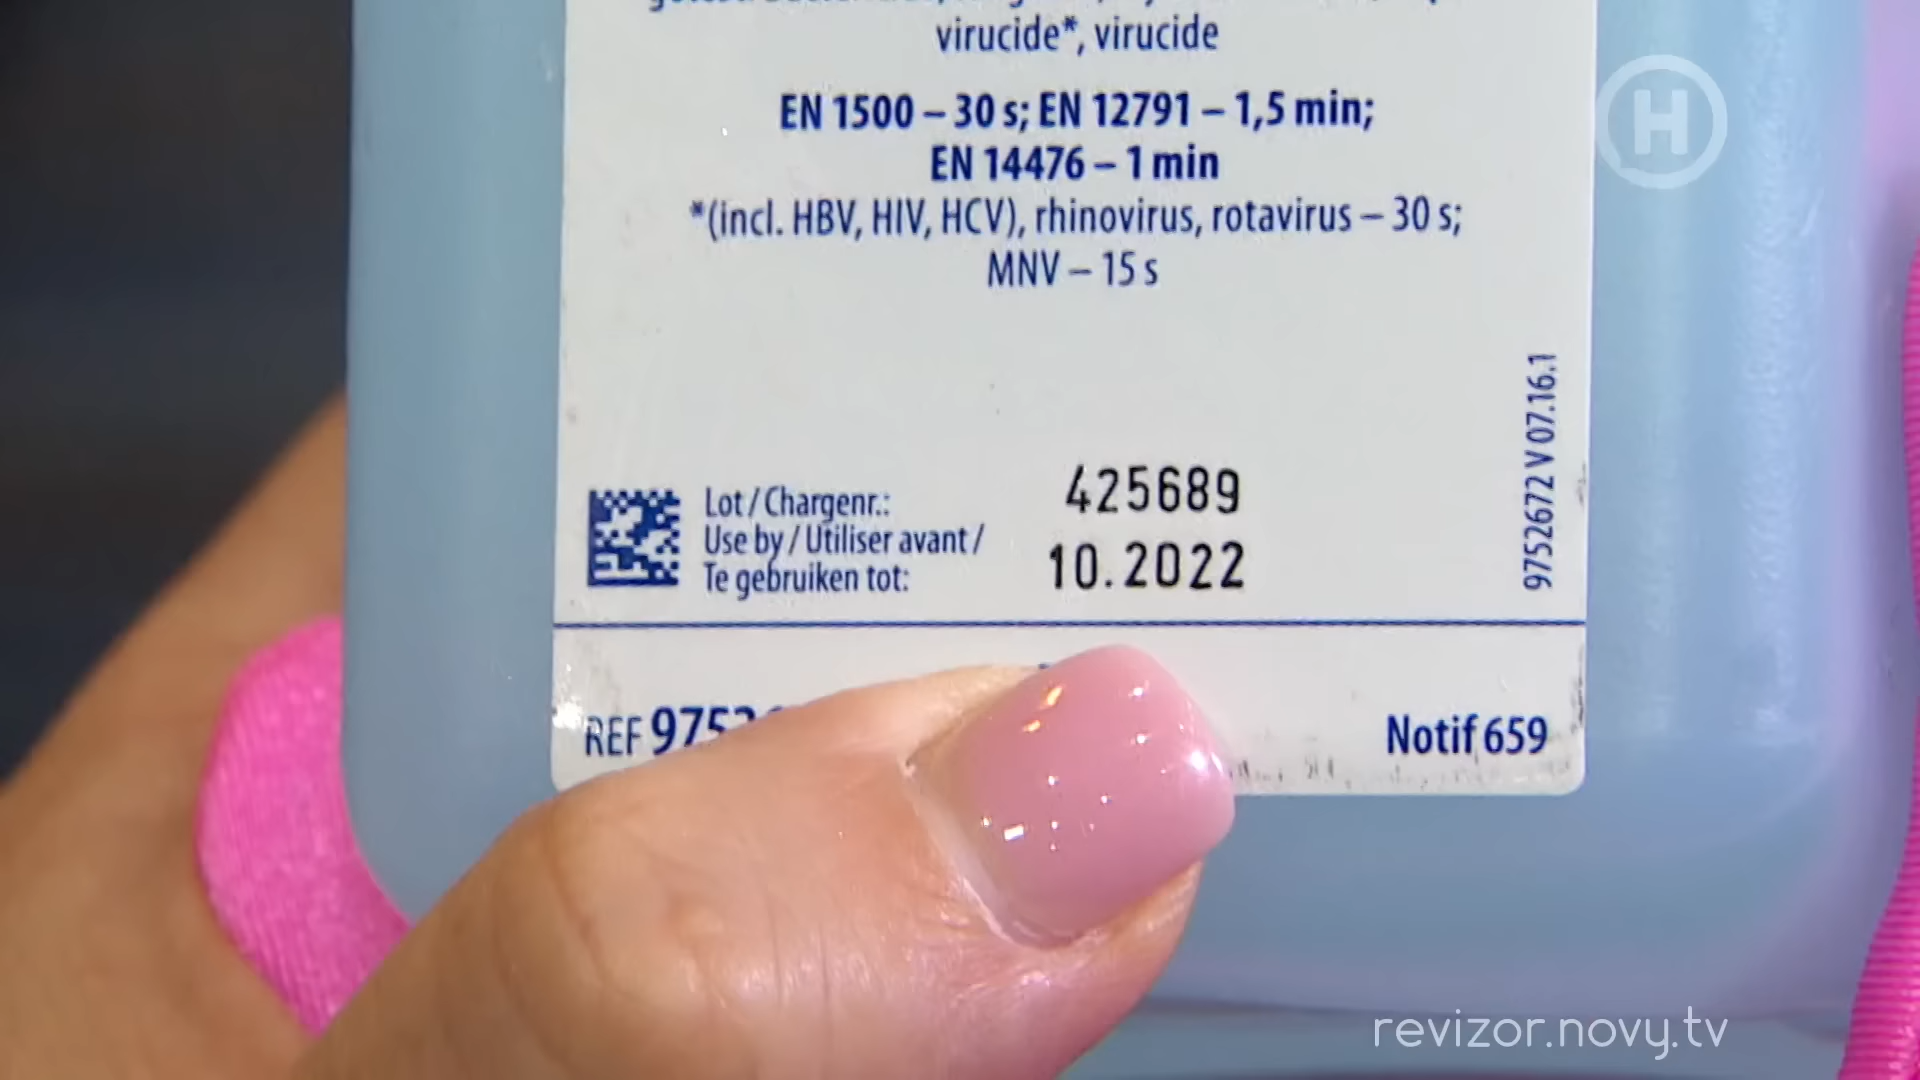 virucide*, virucide
EN 1500 – 30 s; EN 12791 – 1,5 min;
EN 14476 – 1 min
*(incl. HBV, HIV, HCV), rhinovirus, rotavirus – 30 s;
MNV – 15 s
Lot / Chargenr.: 425689
Use by / Utiliser avant / 
Te gebruiken tot: 10.2022
9752672 V 07.16.1
REF
Notif 659
H
revizor.novy.tv